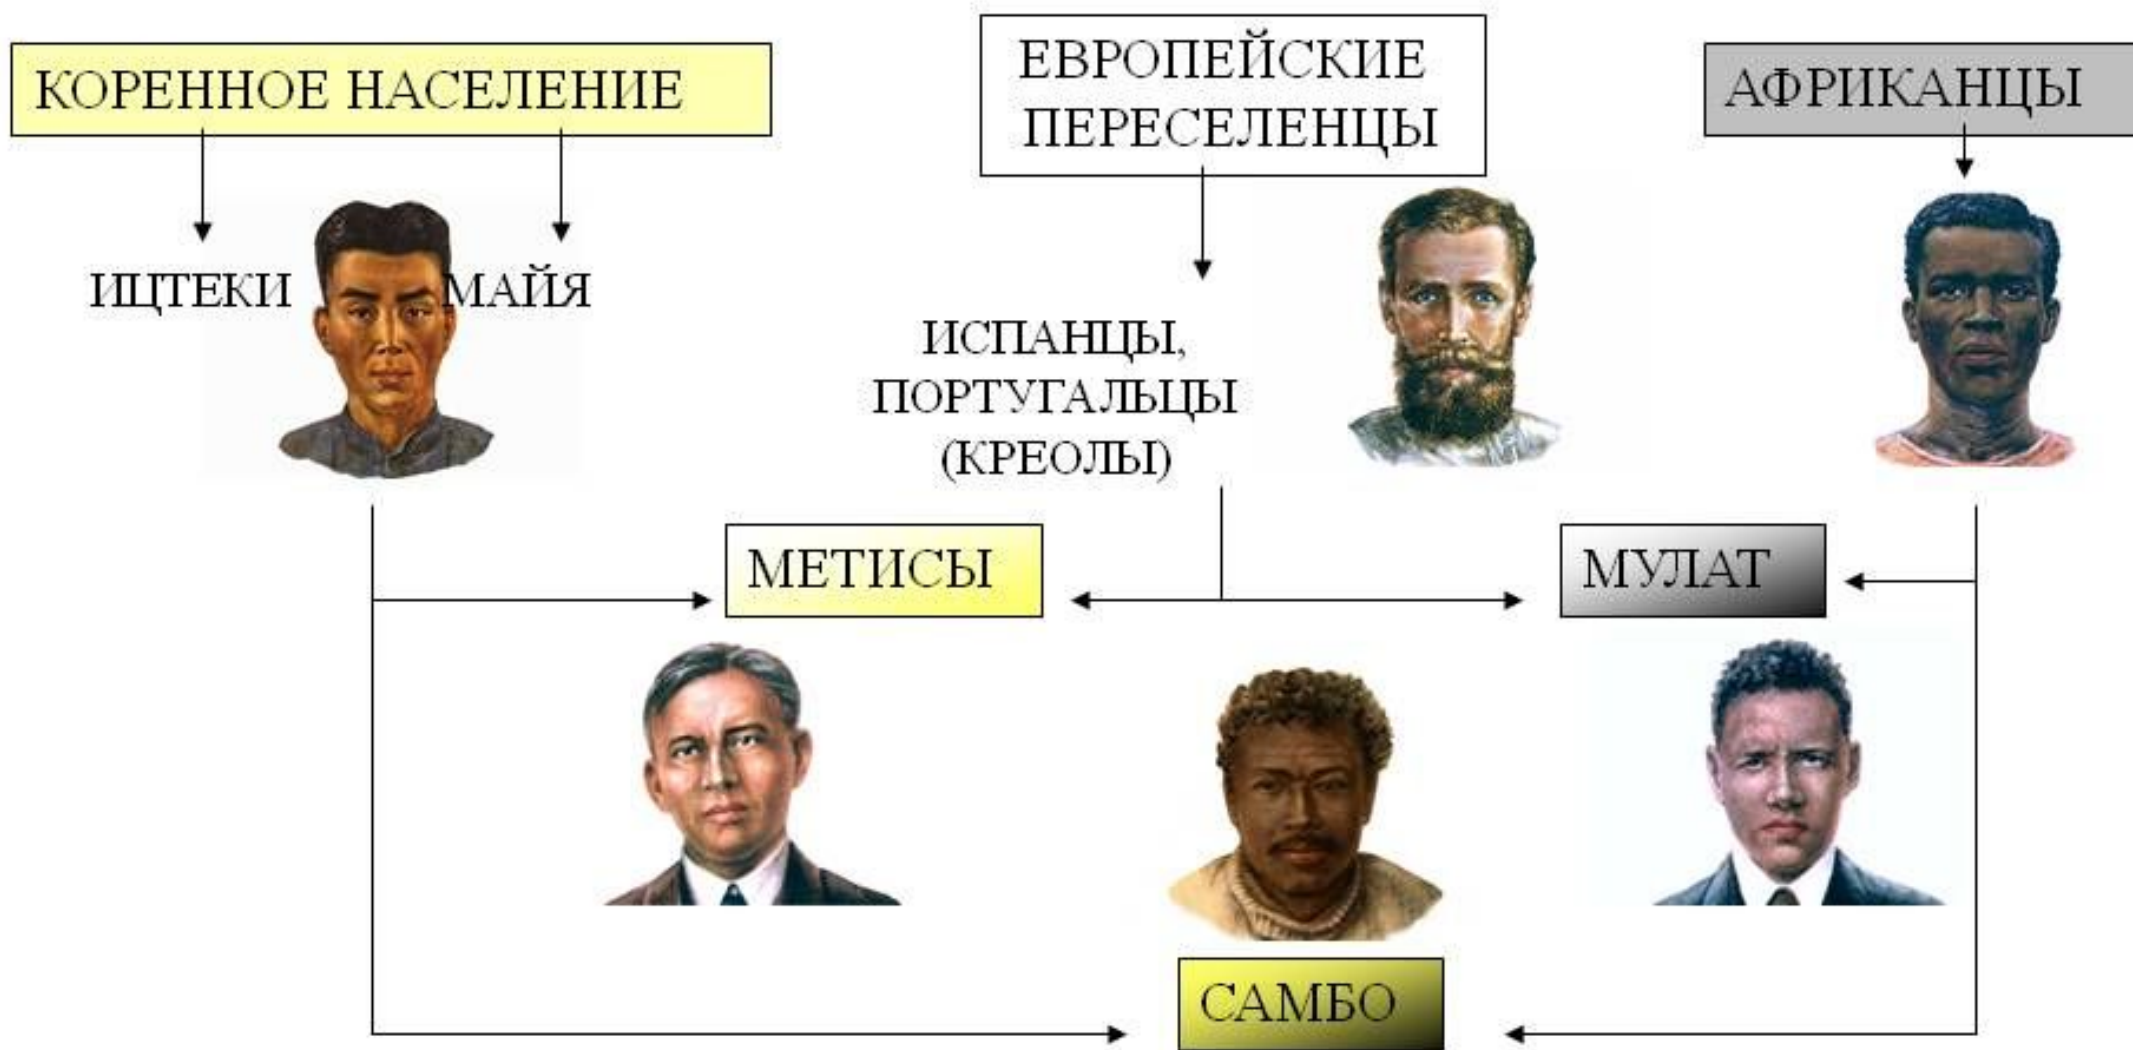 КОРЕННОЕ НАСЕЛЕНИЕ
ЕВРОПЕЙСКИЕ
ПЕРЕСЕЛЕНЦЫ
АФРИКАНЦЫ
ИЦТЕКИ
МАЙЯ
ИСПАНЦЫ,
ПОРТУГАЛЬЦЫ
(КРЕОЛЫ)
МЕТИСЫ
МУЛАТ
САМБО